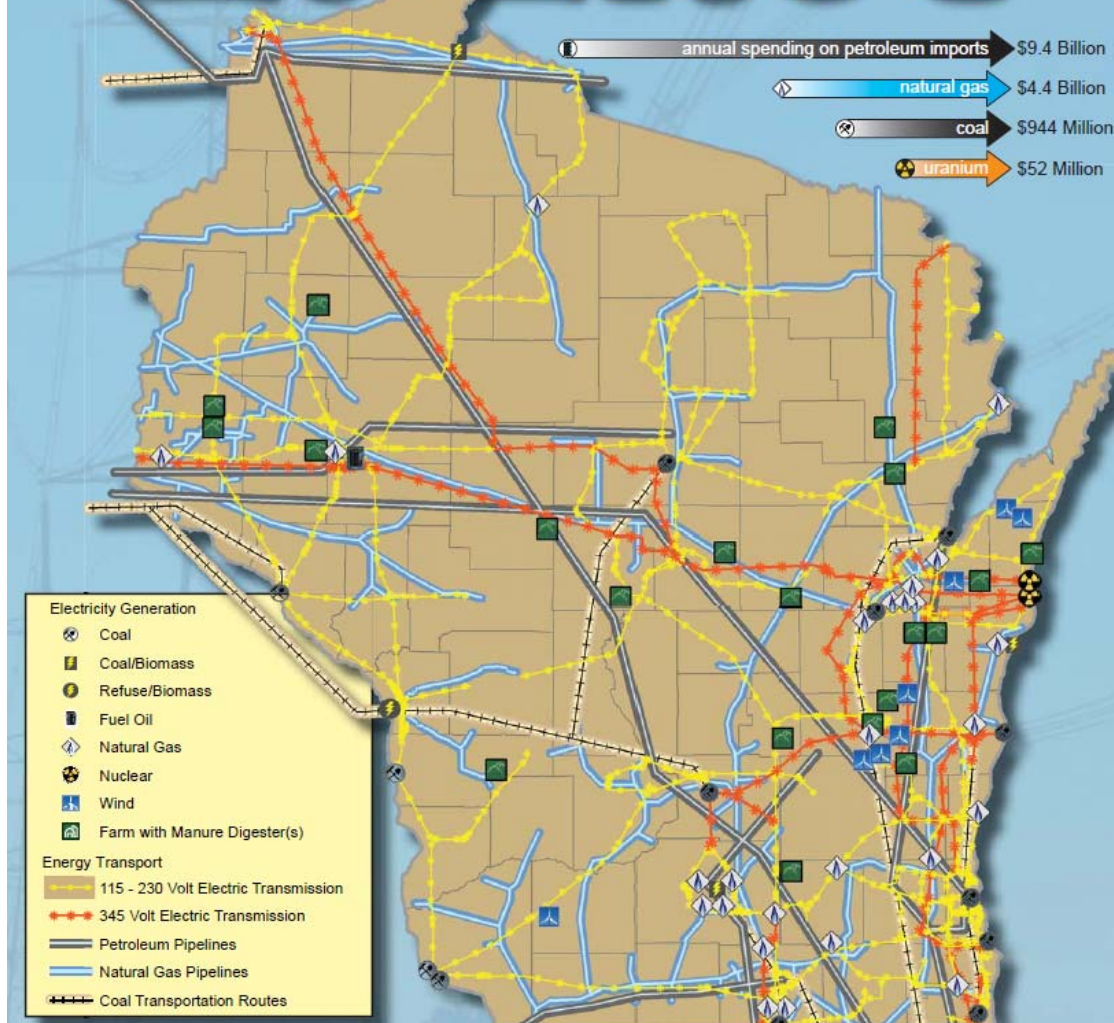 annual spending on petroleum imports $9.4 Billion
natural gas $4.4 Billion
coal $944 Million
uranium $52 Million
Electricity Generation
Coal
Coal/Biomass
Refuse/Biomass
Fuel Oil
Natural Gas
Nuclear
Wind
Farm with Manure Digester(s)
Energy Transport
115 - 230 Volt Electric Transmission
345 Volt Electric Transmission
Petroleum Pipelines
Natural Gas Pipelines
Coal Transportation Routes